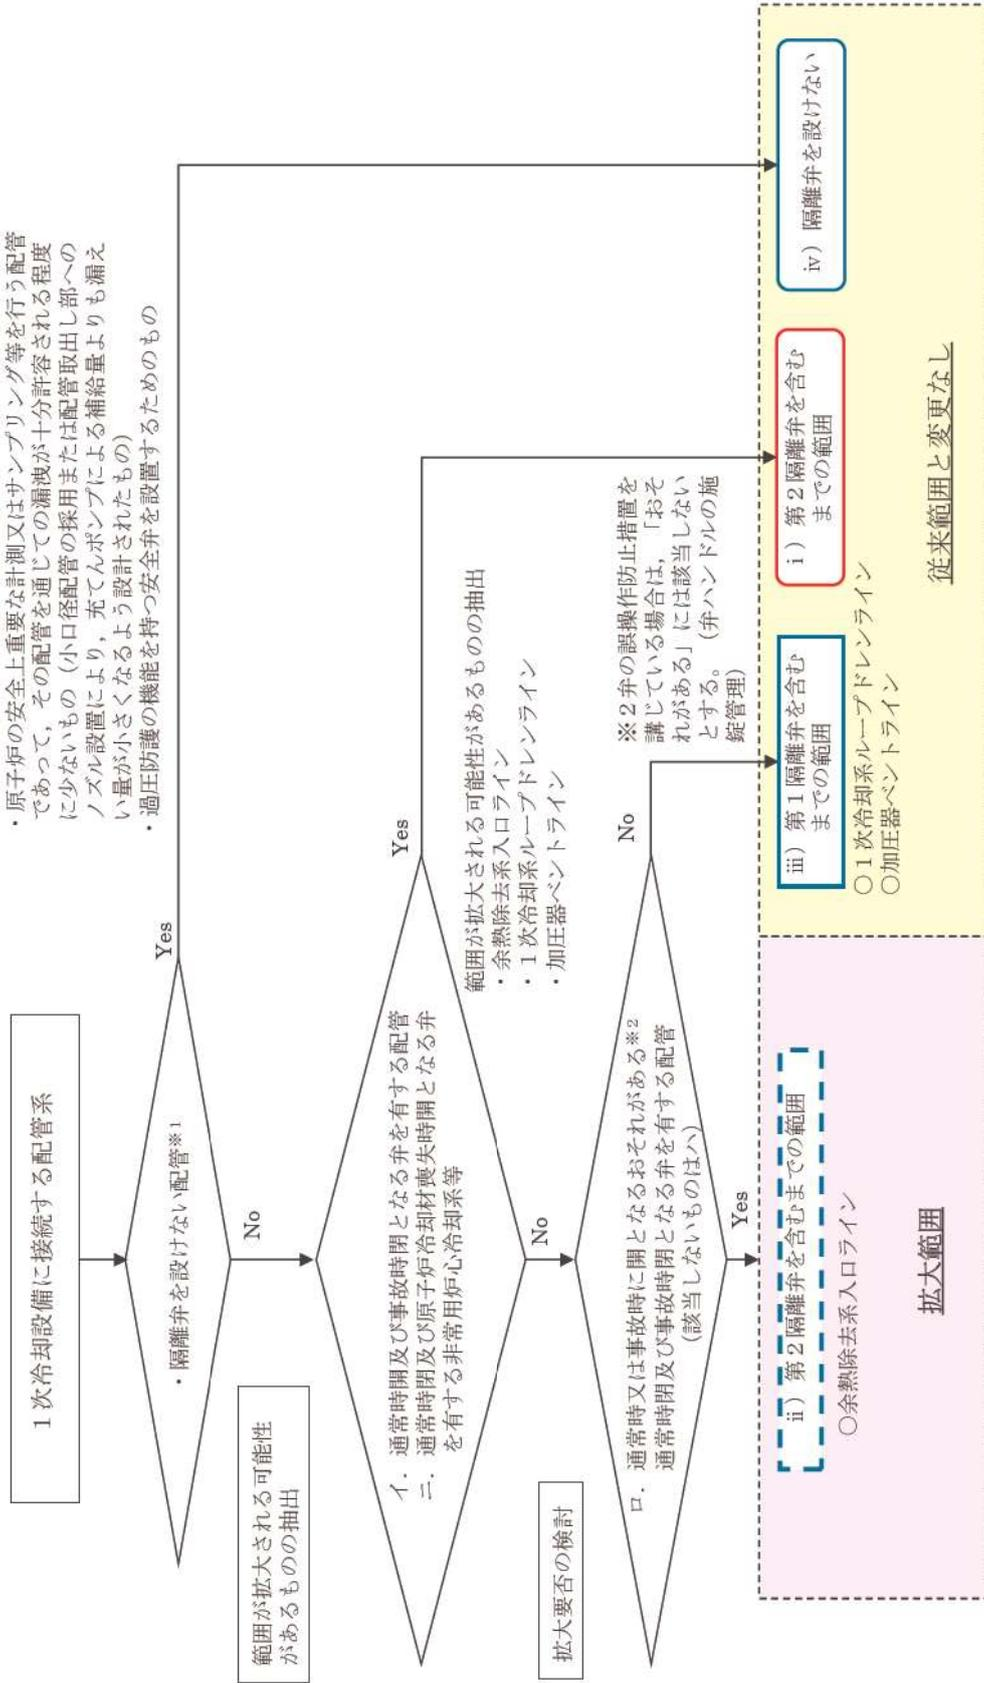 1次冷却設備に接続する配管系
・原子炉の安全上重要な計測又はサンプリング等を行う配管
であって，その配管を通じての漏洩が十分許容される程度
に少ないもの（小口径配管の採用または配管取出し部への
ノズル設置により，充てんポンプによる補給量よりも漏え
い量が小さくなるよう設計されたもの）
・過圧防護の機能を持つ安全弁を設置するためのもの
・隔離弁を設けない配管※1
Yes
No
範囲が拡大される可能性
があるものの抽出
イ．通常時開及び事故時閉となる弁を有する配管
ニ．通常時閉及び原子炉冷却材喪失時開となる弁
を有する非常用炉心冷却系等
Yes
No
範囲が拡大される可能性があるものの抽出
・余熱除去系入口ライン
・1次冷却系ループドレンライン
・加圧器ベントライン
拡大要否の検討
ロ．通常時又は事故時に開となるおそれがある※2
通常時閉及び事故時閉となる弁を有する配管
（該当しないものはハ）
No
Yes
※2弁の誤操作防止措置を
講じている場合は，「おそ
れがある」には該当しない
とする。（弁ハンドルの施
錠管理）
ⅱ）第2隔離弁を含むまでの範囲
○余熱除去系入口ライン
拡大範囲
ⅲ）第1隔離弁を含む
までの範囲
○1次冷却系ループドレンライン
○加圧器ベントライン
ⅰ）第2隔離弁を含む
までの範囲
ⅳ）隔離弁を設けない
従来範囲と変更なし